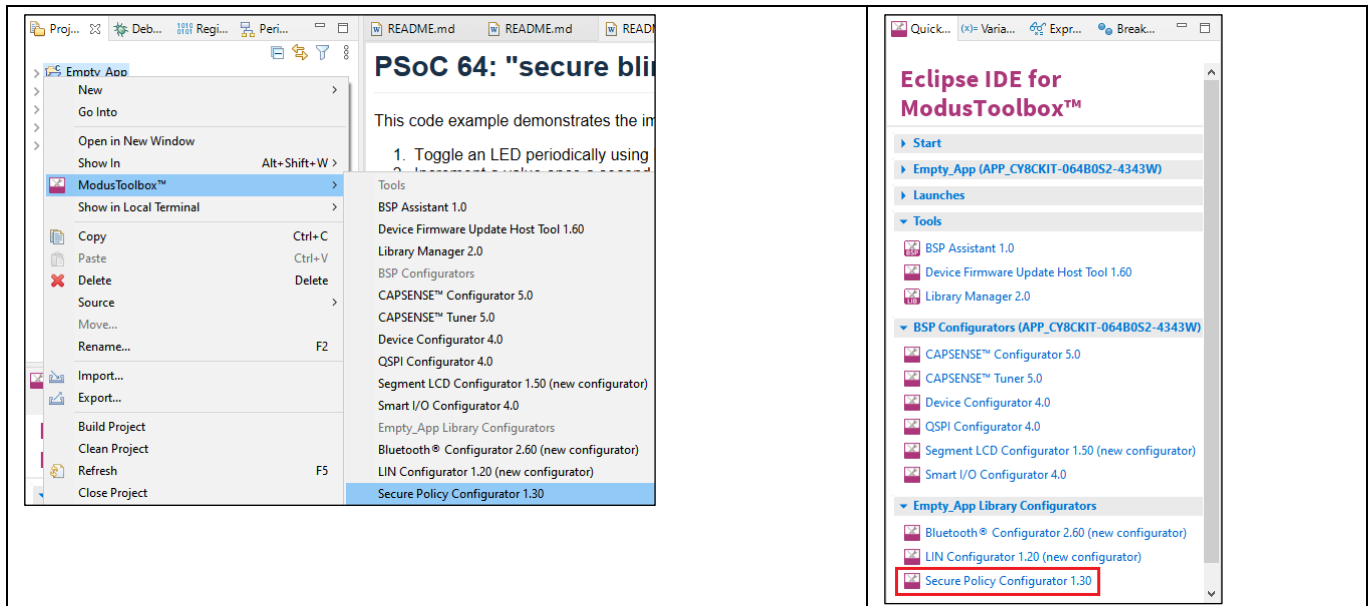 Proj... Deb... Regi... Peri...
Empty_App
New
Go Into
Open in New Window
Show In Alt+Shift+W >
ModusToolbox™
Show in Local Terminal
Copy Ctrl+C
Paste Ctrl+V
Delete Delete
Source
Move...
Rename... F2
Import...
Export...
Build Project
Clean Project
Refresh F5
Close Project
README.md README.md READ
PSoC 64: "secure bli
This code example demonstrates the im
1. Toggle an LED periodically using
Tools
BSP Assistant 1.0
Device Firmware Update Host Tool 1.60
Library Manager 2.0
BSP Configurators
CAPSENSE™ Configurator 5.0
CAPSENSE™ Tuner 5.0
Device Configurator 4.0
QSPI Configurator 4.0
Segment LCD Configurator 1.50 (new configurator)
Smart I/O Configurator 4.0
Empty_App Library Configurators
Bluetooth® Configurator 2.60 (new configurator)
LIN Configurator 1.20 (new configurator)
Secure Policy Configurator 1.30
Quick... (x)= Varia... Expr... Break...
Eclipse IDE for
ModusToolbox™
Start
Empty_App (APP_CY8CKIT-064B0S2-4343W)
Launches
Tools
BSP Assistant 1.0
Device Firmware Update Host Tool 1.60
Library Manager 2.0
BSP Configurators (APP_CY8CKIT-064B0S2-4343W)
CAPSENSE™ Configurator 5.0
CAPSENSE™ Tuner 5.0
Device Configurator 4.0
QSPI Configurator 4.0
Segment LCD Configurator 1.50 (new configurator)
Smart I/O Configurator 4.0
Empty_App Library Configurators
Bluetooth® Configurator 2.60 (new configurator)
LIN Configurator 1.20 (new configurator)
Secure Policy Configurator 1.30